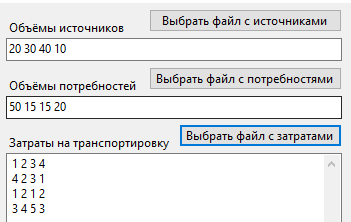 Выбрать файл с источниками
Объёмы источников
20 30 40 10
Выбрать файл с потребностями
Объёмы потребностей
50 15 15 20
Выбрать файл с затратами
Затраты на транспортировку
1 2 3 4
4 2 3 1
1 2 1 2
3 4 5 3